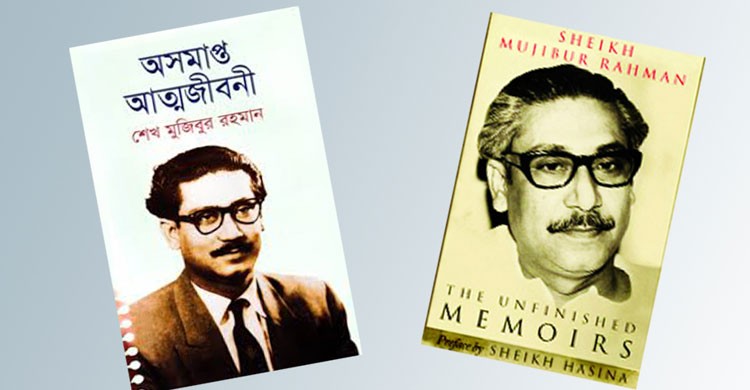 অসমাপ্ত
আত্মজীবনী
শেখ মুজিবুর রহমান
SHEIKH
MUJIBUR RAHMAN
THE UNFINISHED
MEMOIRS
Preface by SHEIKH HASINA